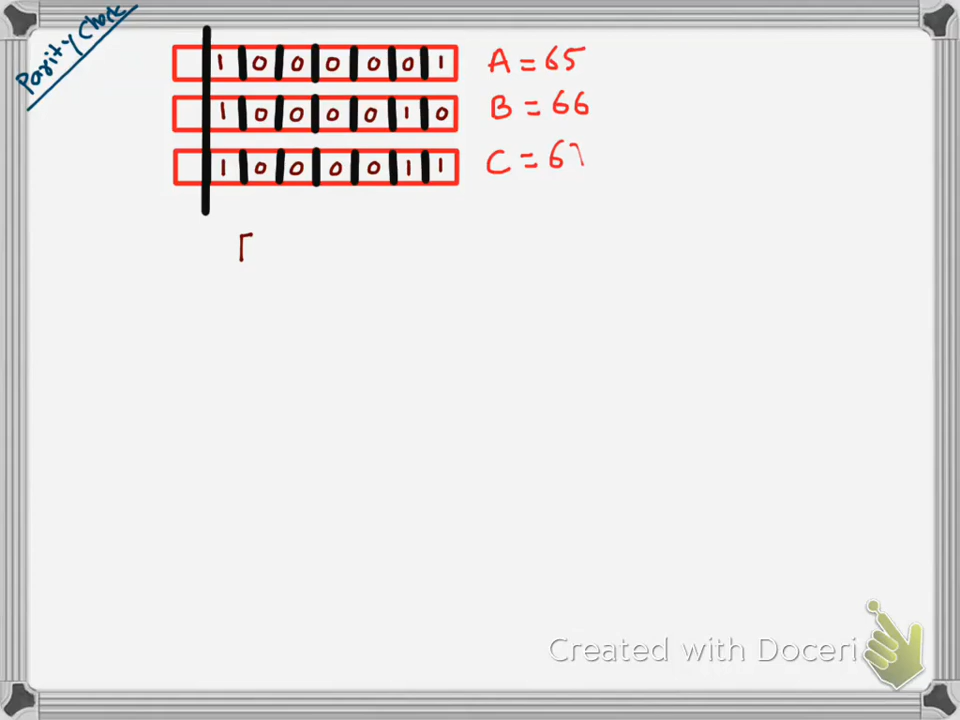 Parity Check
1 0 0 0 0 0 1 A = 65
1 0 0 0 0 1 0 B = 66
1 0 0 0 0 1 1 C = 67
Created with Doceri